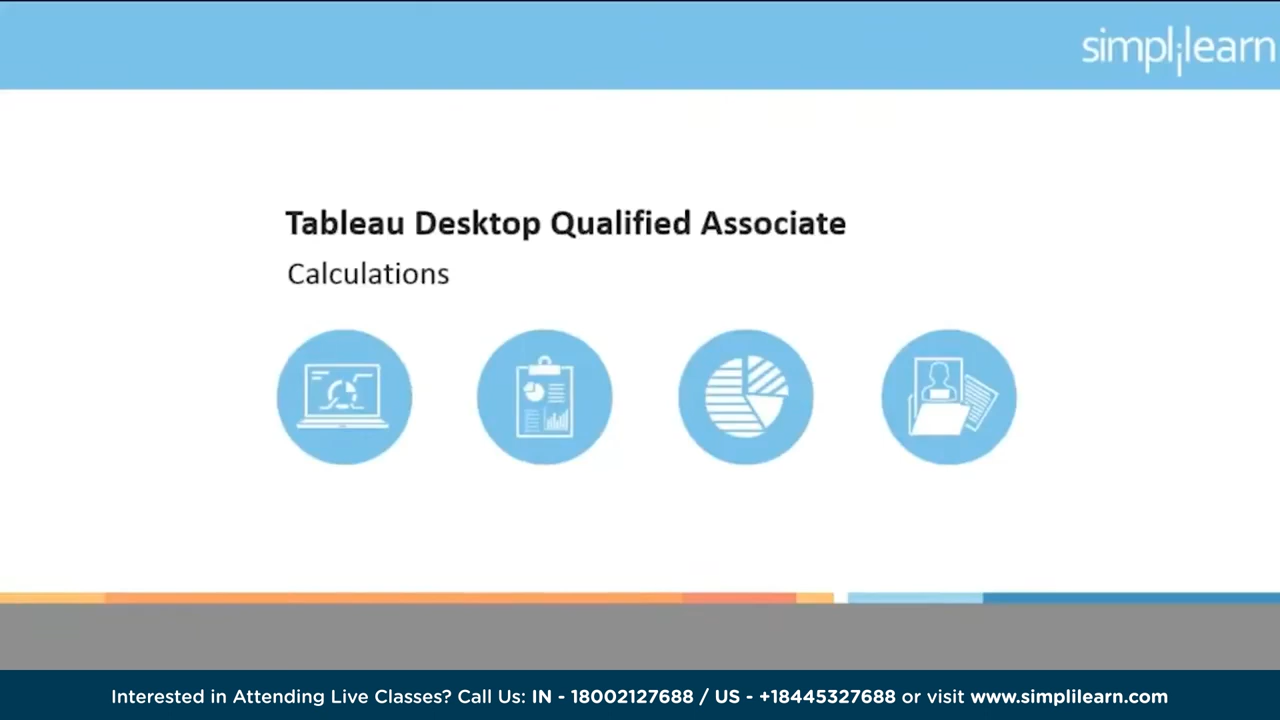 simplilearn
Tableau Desktop Qualified Associate
Calculations
Interested in Attending Live Classes? Call Us: IN - 18002127688 / US - +18445327688 or visit www.simplilearn.com